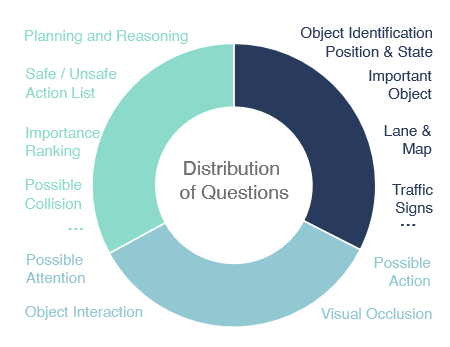 Planning and Reasoning
Safe / Unsafe
Action List
Importance
Ranking
Possible
Collision
...
Possible
Attention
Object Interaction
Distribution
of Questions
Object Identification
Position & State
Important
Object
Lane &
Map
Traffic
Signs
...
Possible
Action
Visual Occlusion